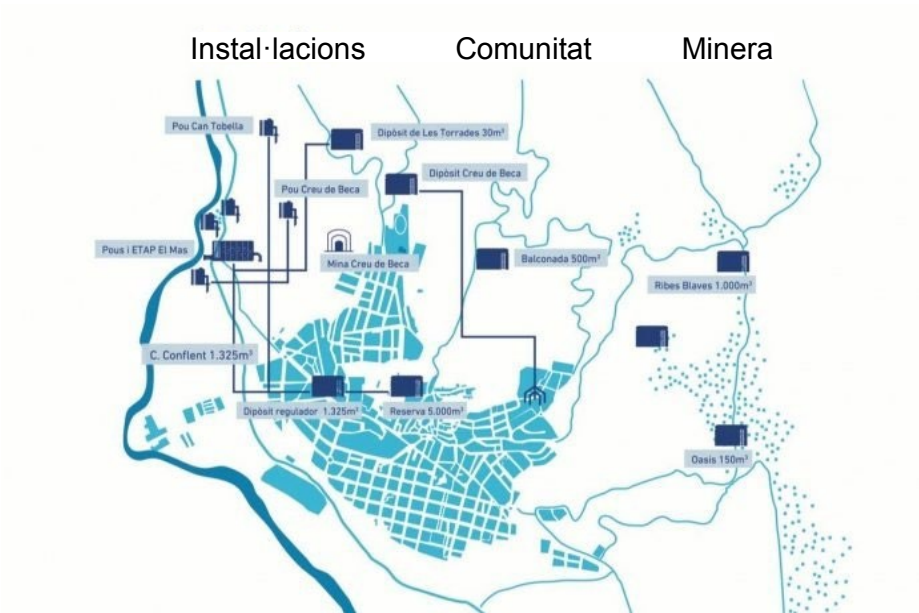 Instal·lacions Comunitat Minera
Pou Can Tobella
Dipòsit de Les Torrades 30m³
Dipòsit Creu de Beca
Pou Creu de Beca
Pous i ETAP El Mas
Mina Creu de Beca
Balconada 500m³
Ribes Blaves 1.000m³
C. Conflent 1.325m³
Dipòsit regulador 1.325m³
Reserva 5.000m³
Oasis 150m³